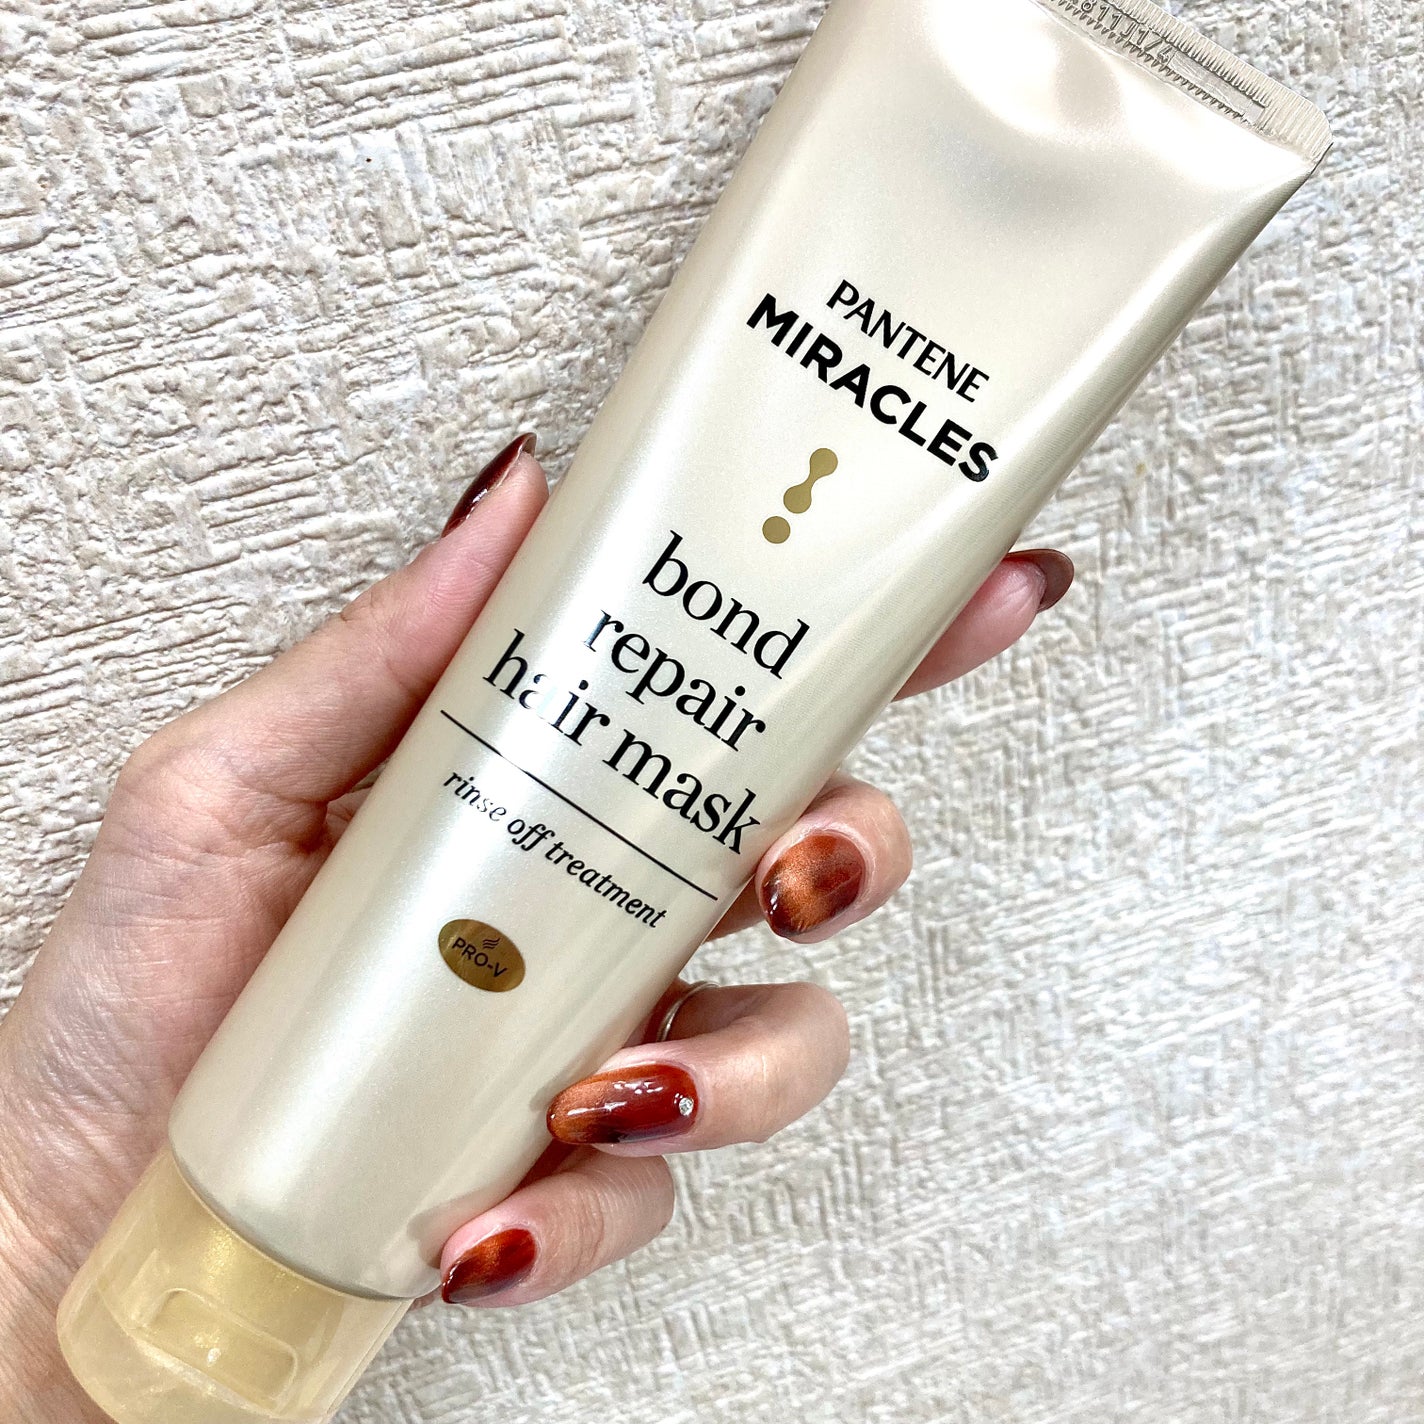 PANTENE
MIRACLES
bond
repair
hair mask
rinse off treatment
PRO-V